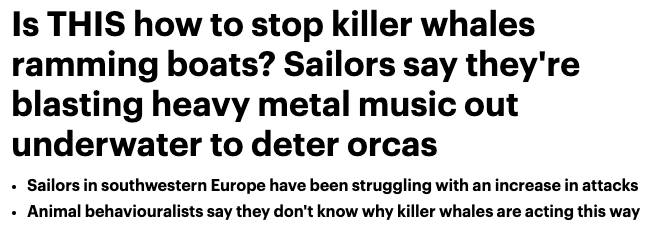 Is THIS how to stop killer whales
ramming boats? Sailors say they're
blasting heavy metal music out
underwater to deter orcas
• Sailors in southwestern Europe have been struggling with an increase in attacks
• Animal behaviouralists say they don't know why killer whales are acting this way